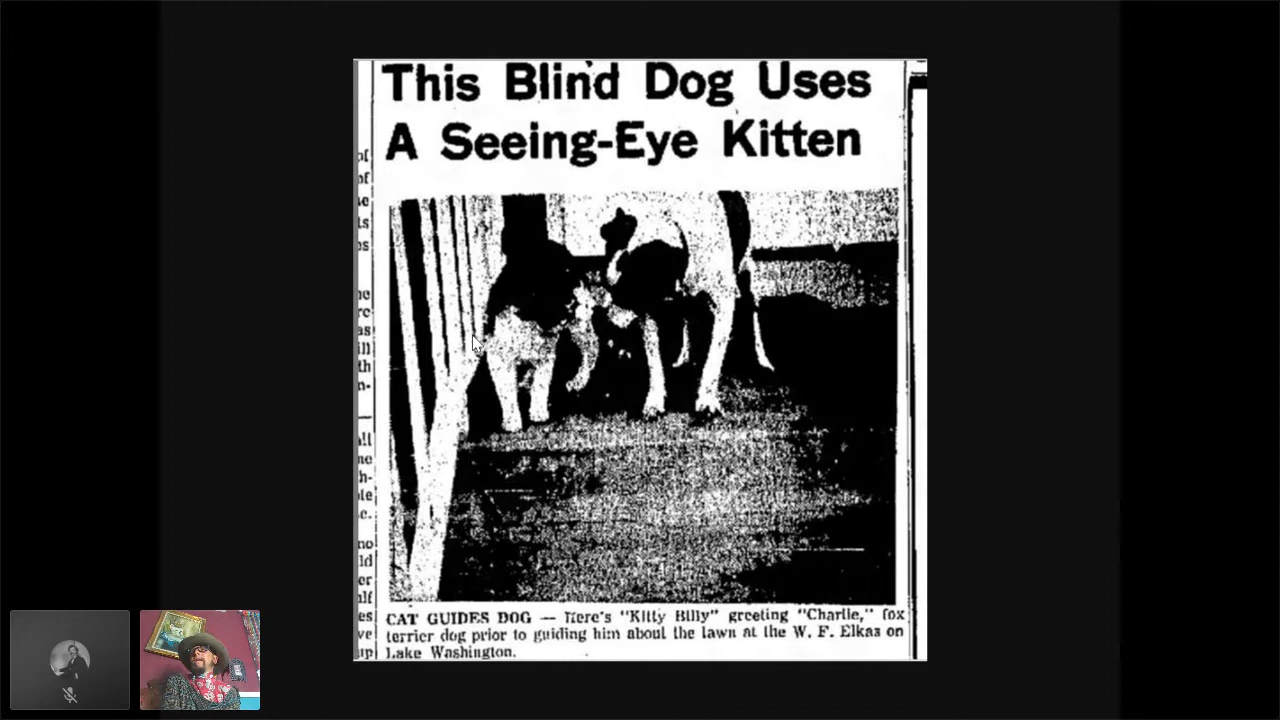 This Blind Dog Uses
A Seeing-Eye Kitten
CAT GUIDES DOG — Here's "Kitty Billy" greeting "Charlie," fox
terrier dog prior to guiding him about the lawn at the W. F. Elkas on
Lake Washington.